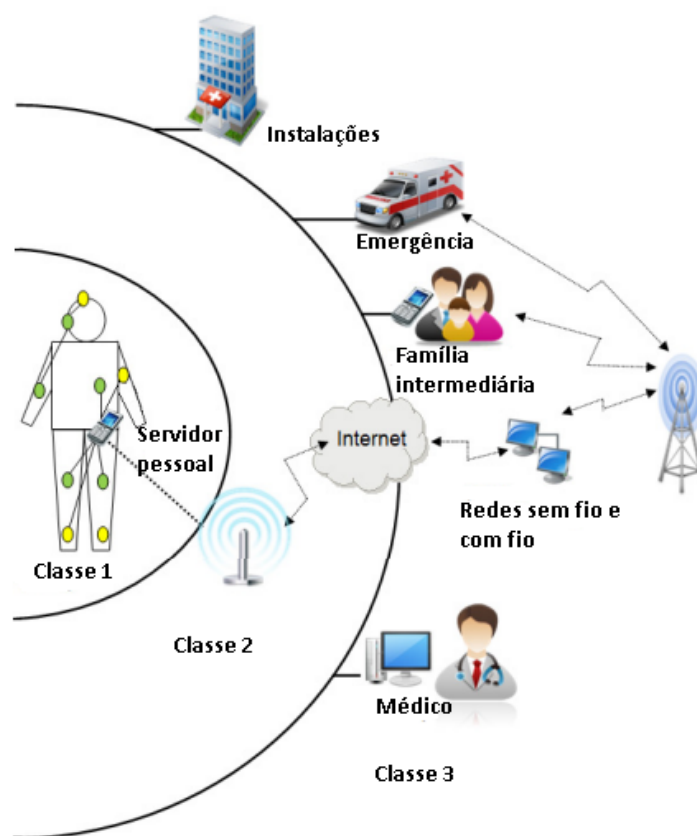 Instalações
Emergência
Família
intermediária
Servidor
pessoal
Internet
Redes sem fio e
com fio
Classe 1
Classe 2
Médico
Classe 3